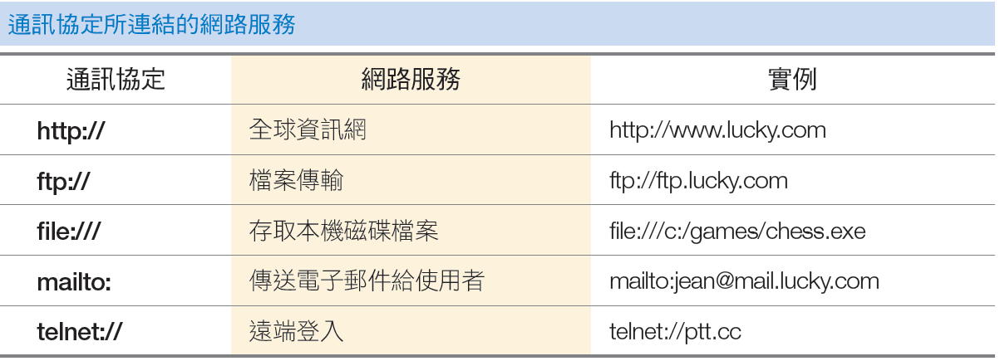 通訊協定所連結的網路服務
通訊協定 網路服務 實例
http:// 全球資訊網 http://www.lucky.com
ftp:// 檔案傳輸 ftp://ftp.lucky.com
file:/// 存取本機磁碟檔案 file:///c:/games/chess.exe
mailto: 傳送電子郵件給使用者 mailto:jean@mail.lucky.com
telnet:// 遠端登入 telnet://ptt.cc